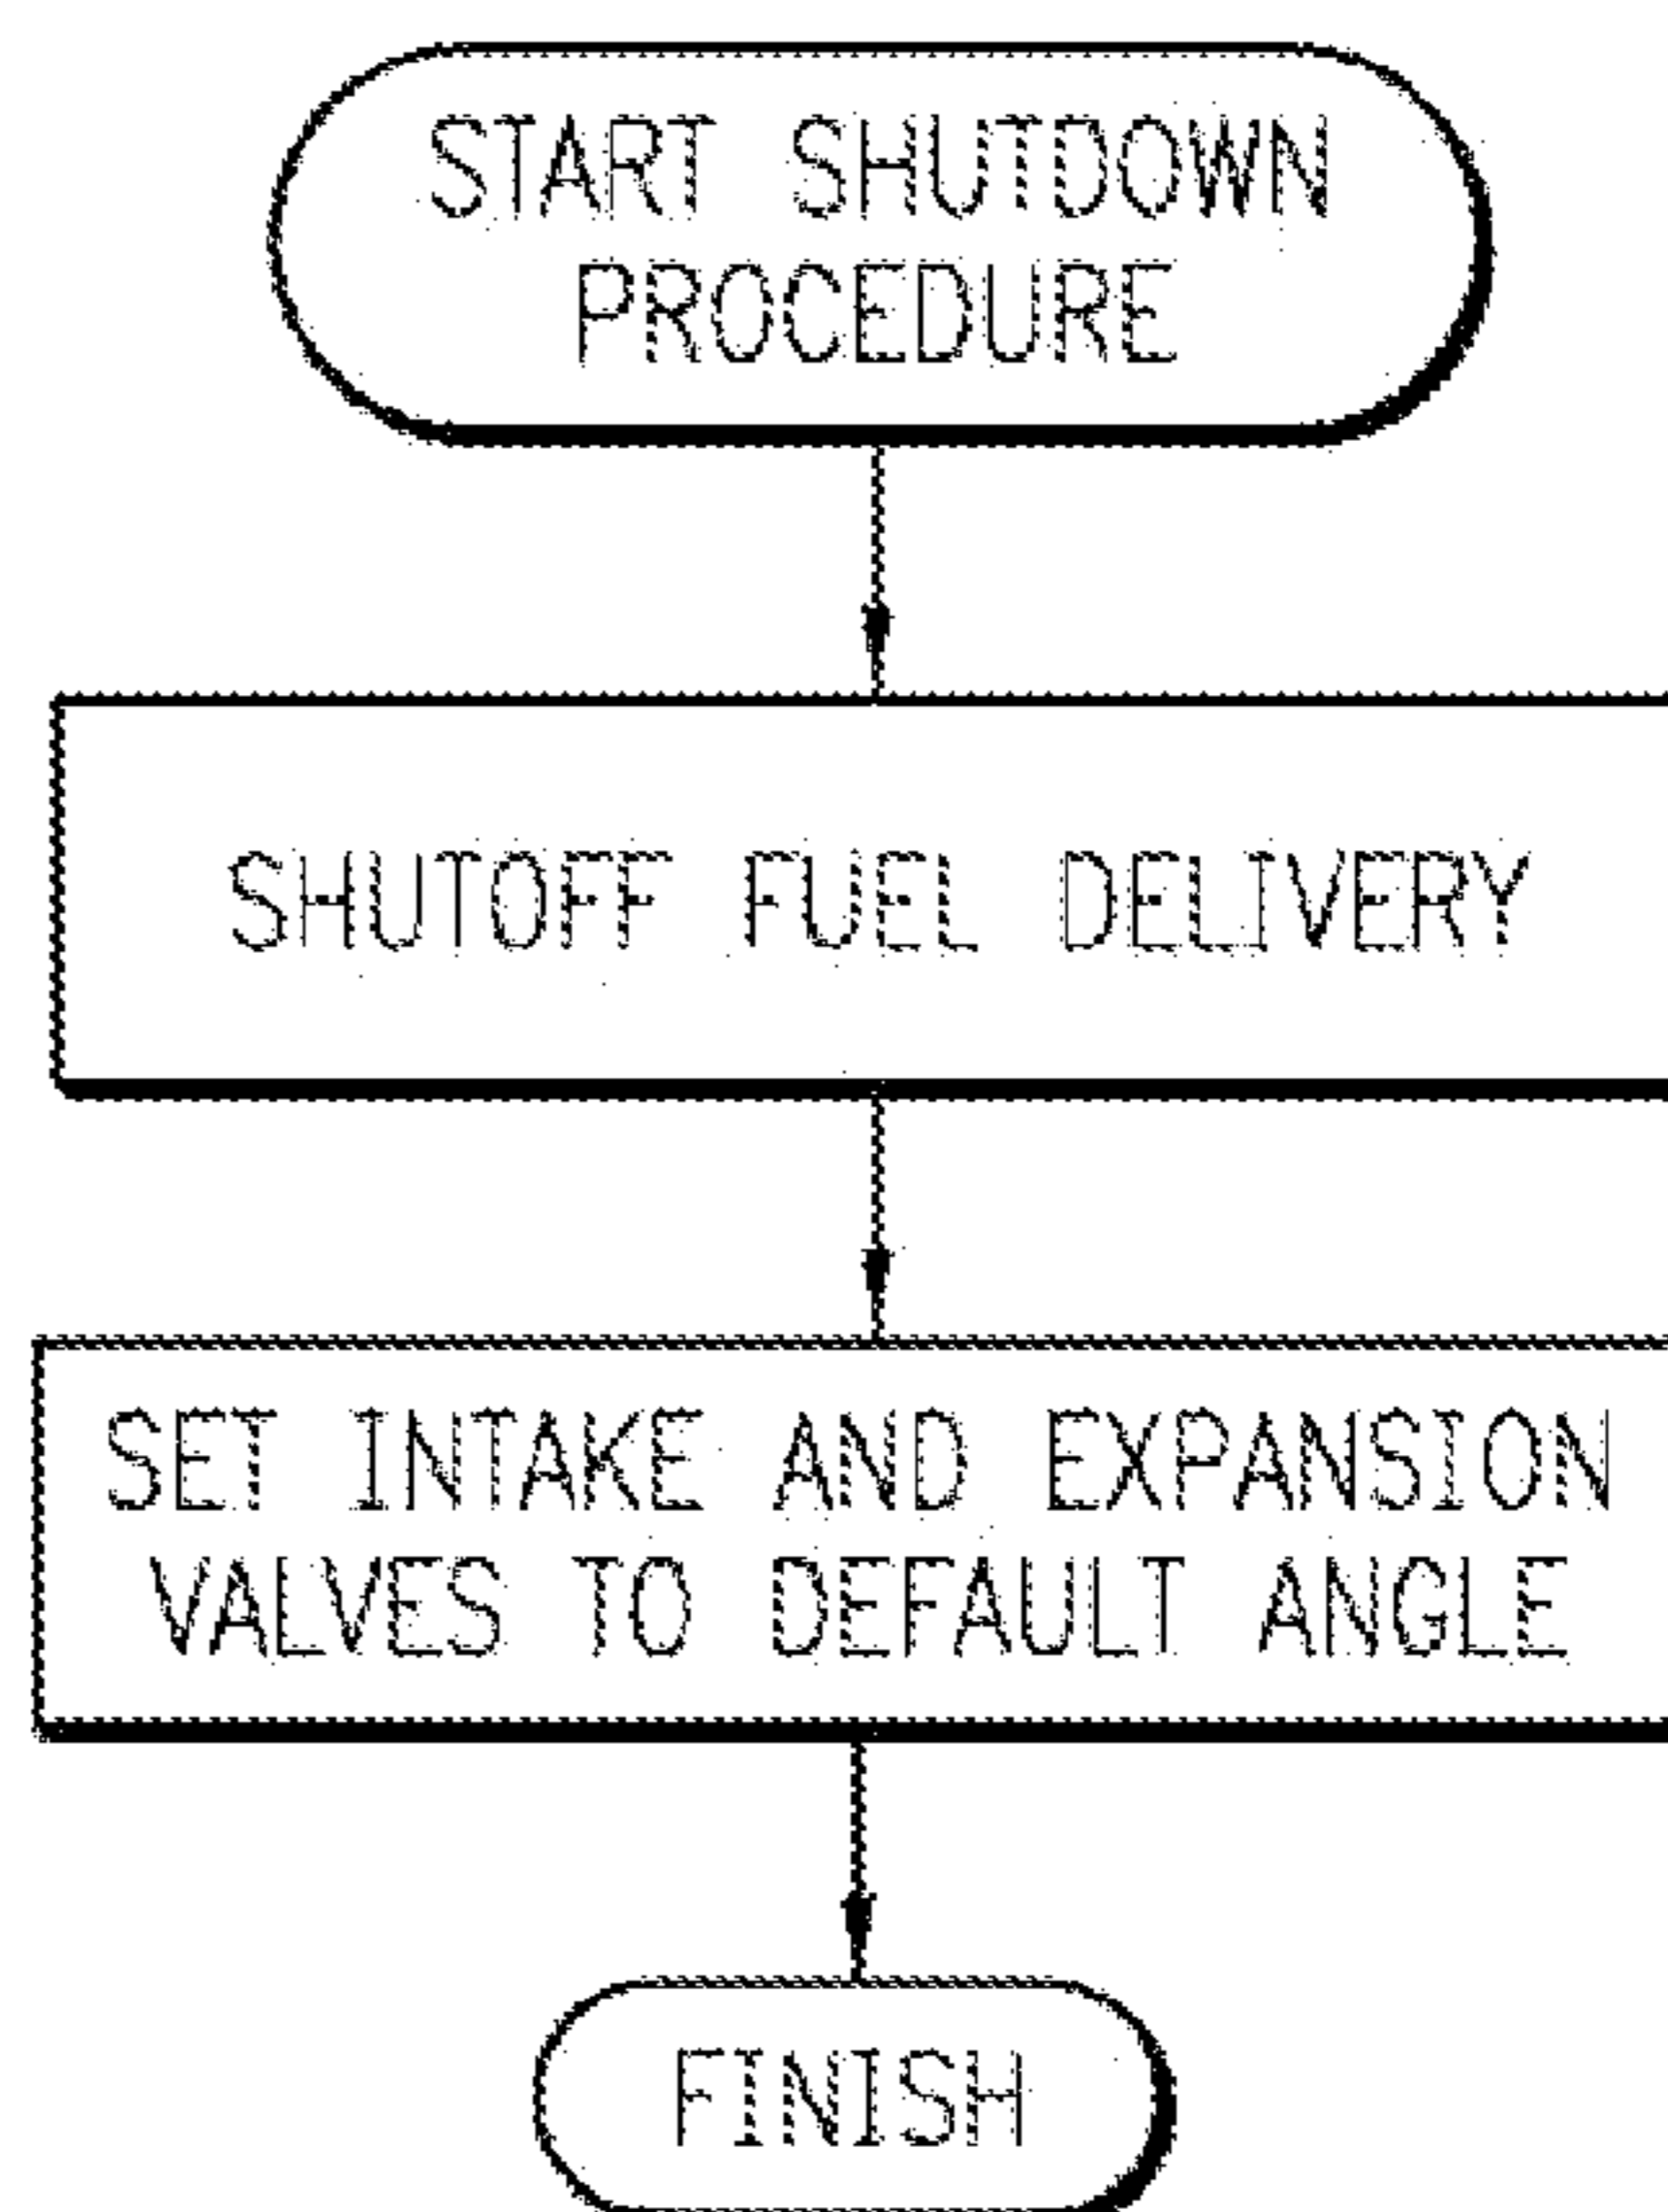 START SHUTDOWN
PROCEDURE
SHUTOFF FUEL DELIVERY
SET INTAKE AND EXPANSION
VALVES TO DEFAULT ANGLE
FINISH